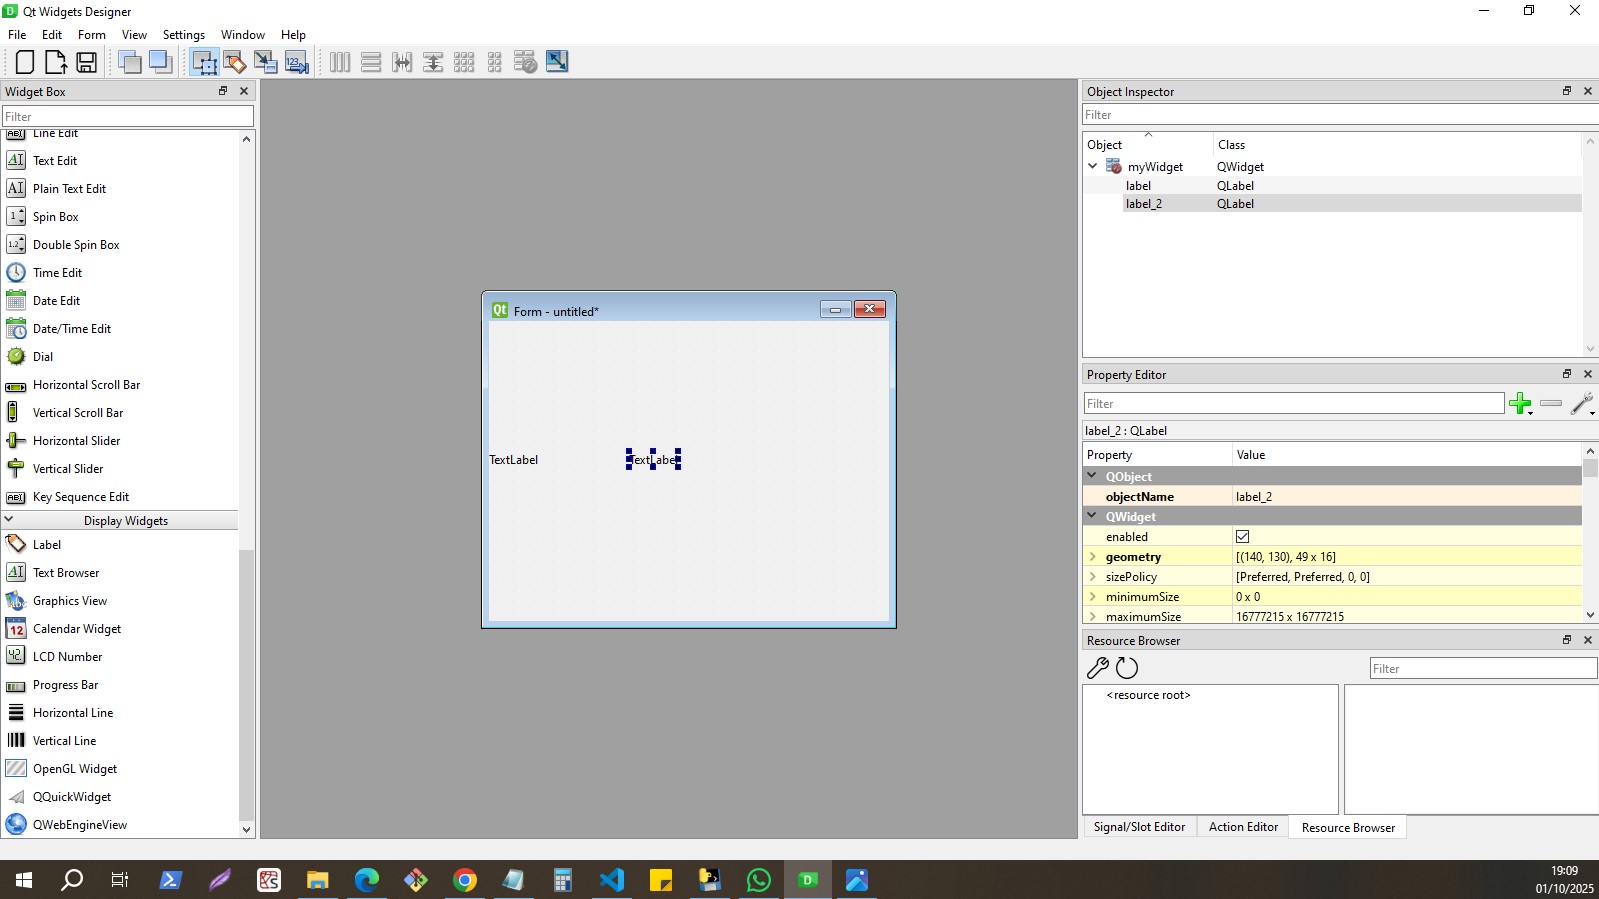 Qt Widgets Designer
File Edit Form View Settings Window Help
Widget Box
Filter
Line Edit
Text Edit
Plain Text Edit
Spin Box
Double Spin Box
Time Edit
Date Edit
Date/Time Edit
Dial
Horizontal Scroll Bar
Vertical Scroll Bar
Horizontal Slider
Vertical Slider
Key Sequence Edit
Display Widgets
Label
Text Browser
Graphics View
Calendar Widget
LCD Number
Progress Bar
Horizontal Line
Vertical Line
OpenGL Widget
QQuickWidget
QWebEngineView
Form - untitled*
TextLabel TextLabel
Object Inspector
Filter
Object Class
myWidget QWidget
label QLabel
label_2 QLabel
Property Editor
Filter
label_2 : QLabel
Property Value
QObject
objectName label_2
QWidget
enabled
geometry [(140, 130), 49 x 16]
sizePolicy [Preferred, Preferred, 0, 0]
minimumSize 0 x 0
maximumSize 16777215 x 16777215
Resource Browser
Filter
<resource root>
Signal/Slot Editor Action Editor Resource Browser
19:09
01/10/2025